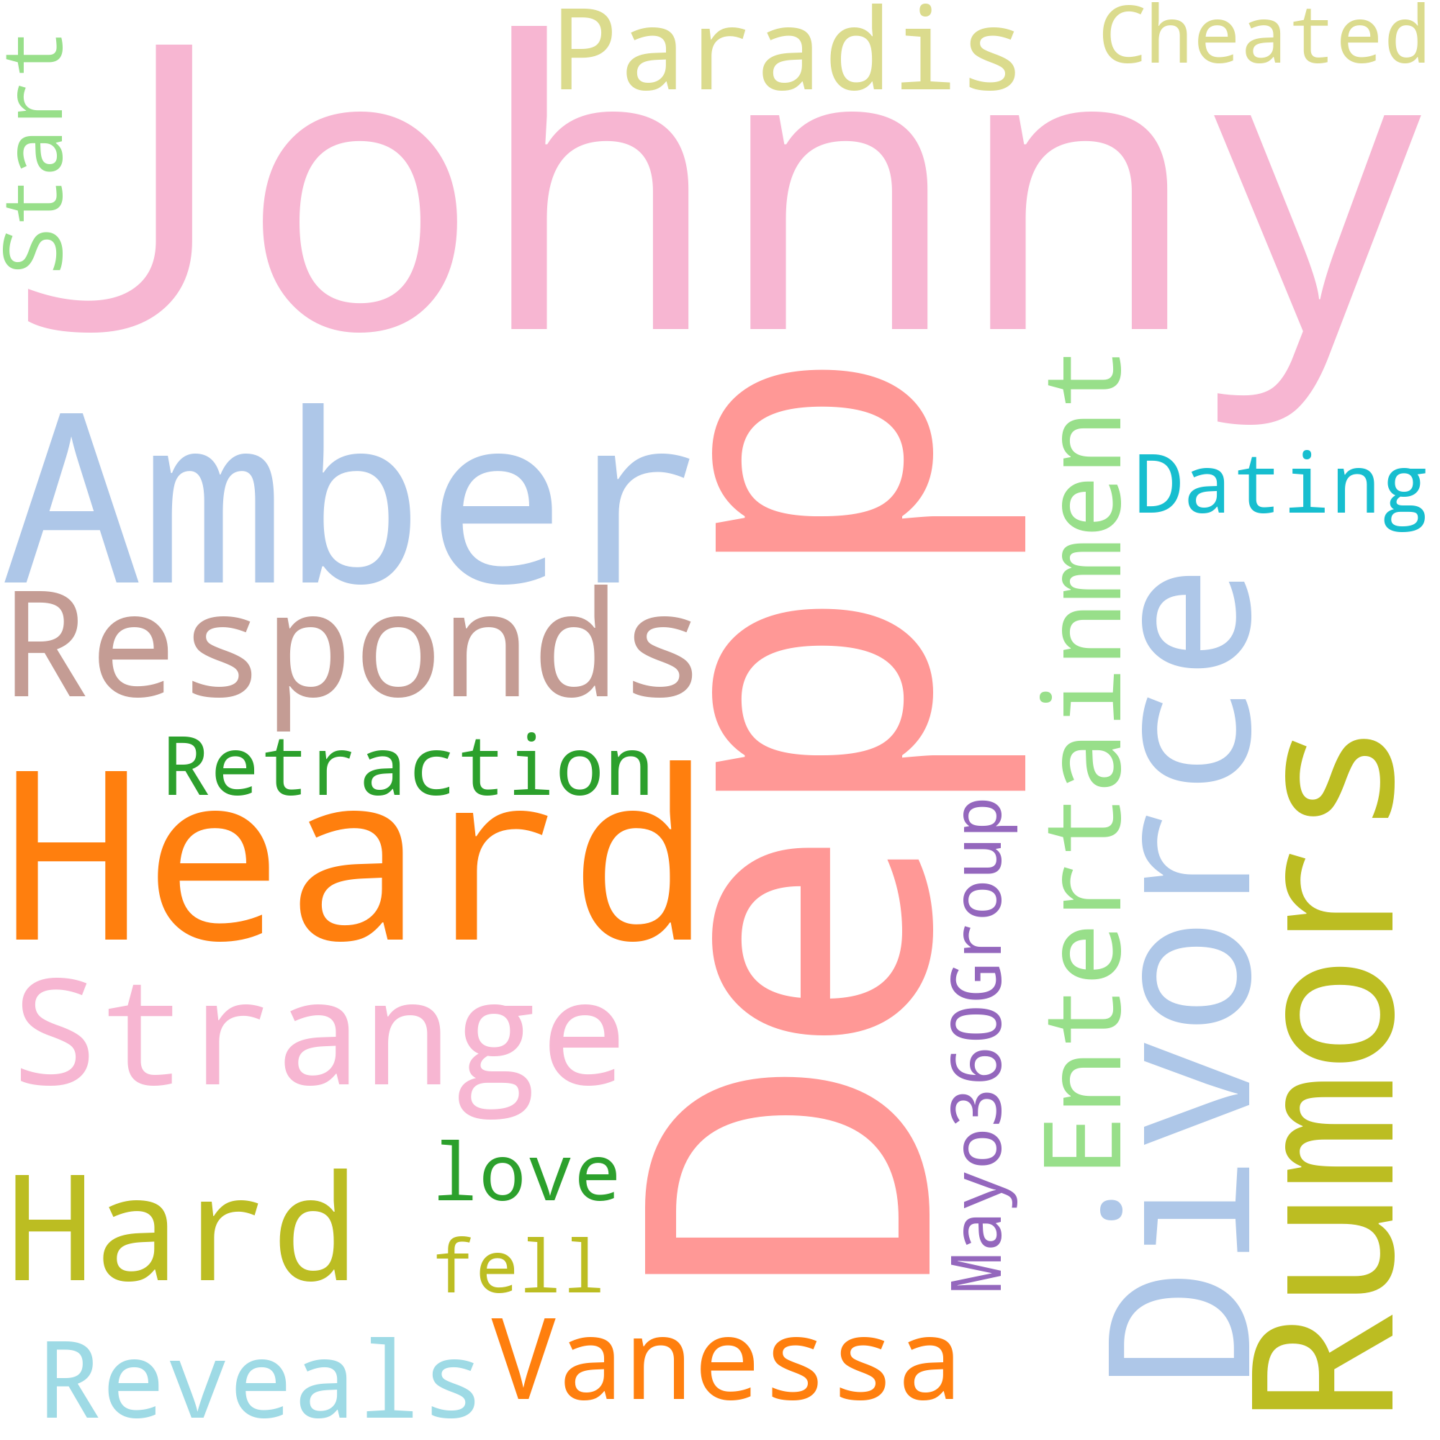 Start
Johnny
Paradis
Cheated
Amber
Responds
Retraction
Heard
Strange
Hard
love
fell
Reveals
Vanessa
Depp
Mayo360Group
Entertainment
Dating
Divorce
Rumors